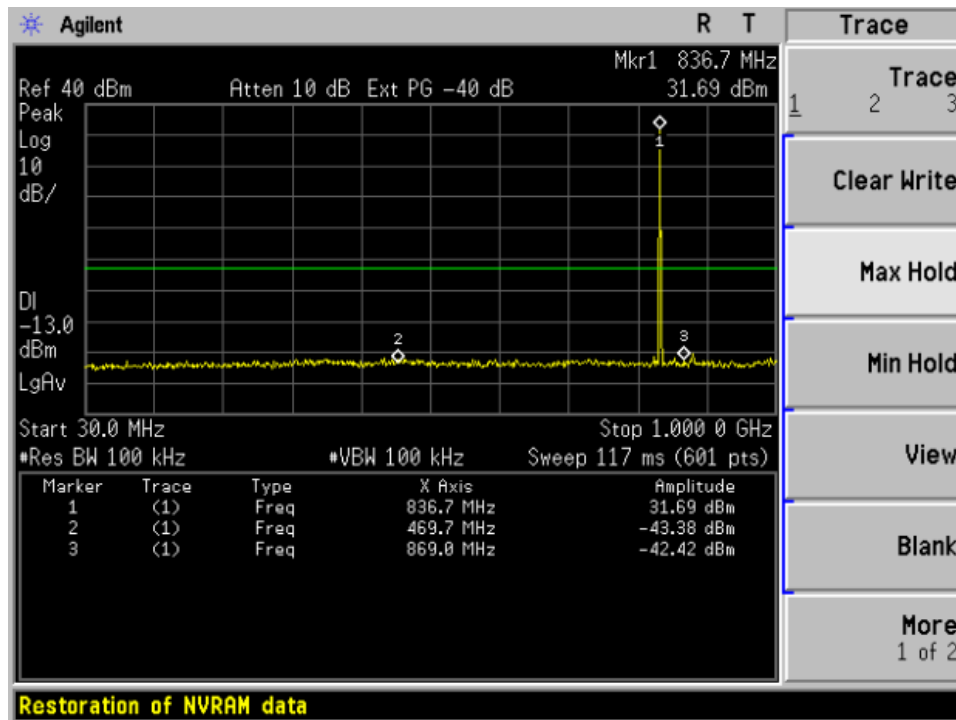 Agilent R T Trace
Mkr1 836.7 MHz
Ref 40 dBm Atten 10 dB Ext PG -40 dB 31.69 dBm
Peak
Log
10
dB/
1
2
3
DI
-13.0
dBm
LgAv
Start 30.0 MHz Stop 1.000 0 GHz
#Res BW 100 kHz #VBW 100 kHz Sweep 117 ms (601 pts)
Marker Trace Type X Axis Amplitude
1 (1) Freq 836.7 MHz 31.69 dBm
2 (1) Freq 469.7 MHz -43.38 dBm
3 (1) Freq 869.0 MHz -42.42 dBm
Trace
1 2 3
Clear Write
Max Hold
Min Hold
View
Blank
More
1 of 2
Restoration of NVRAM data